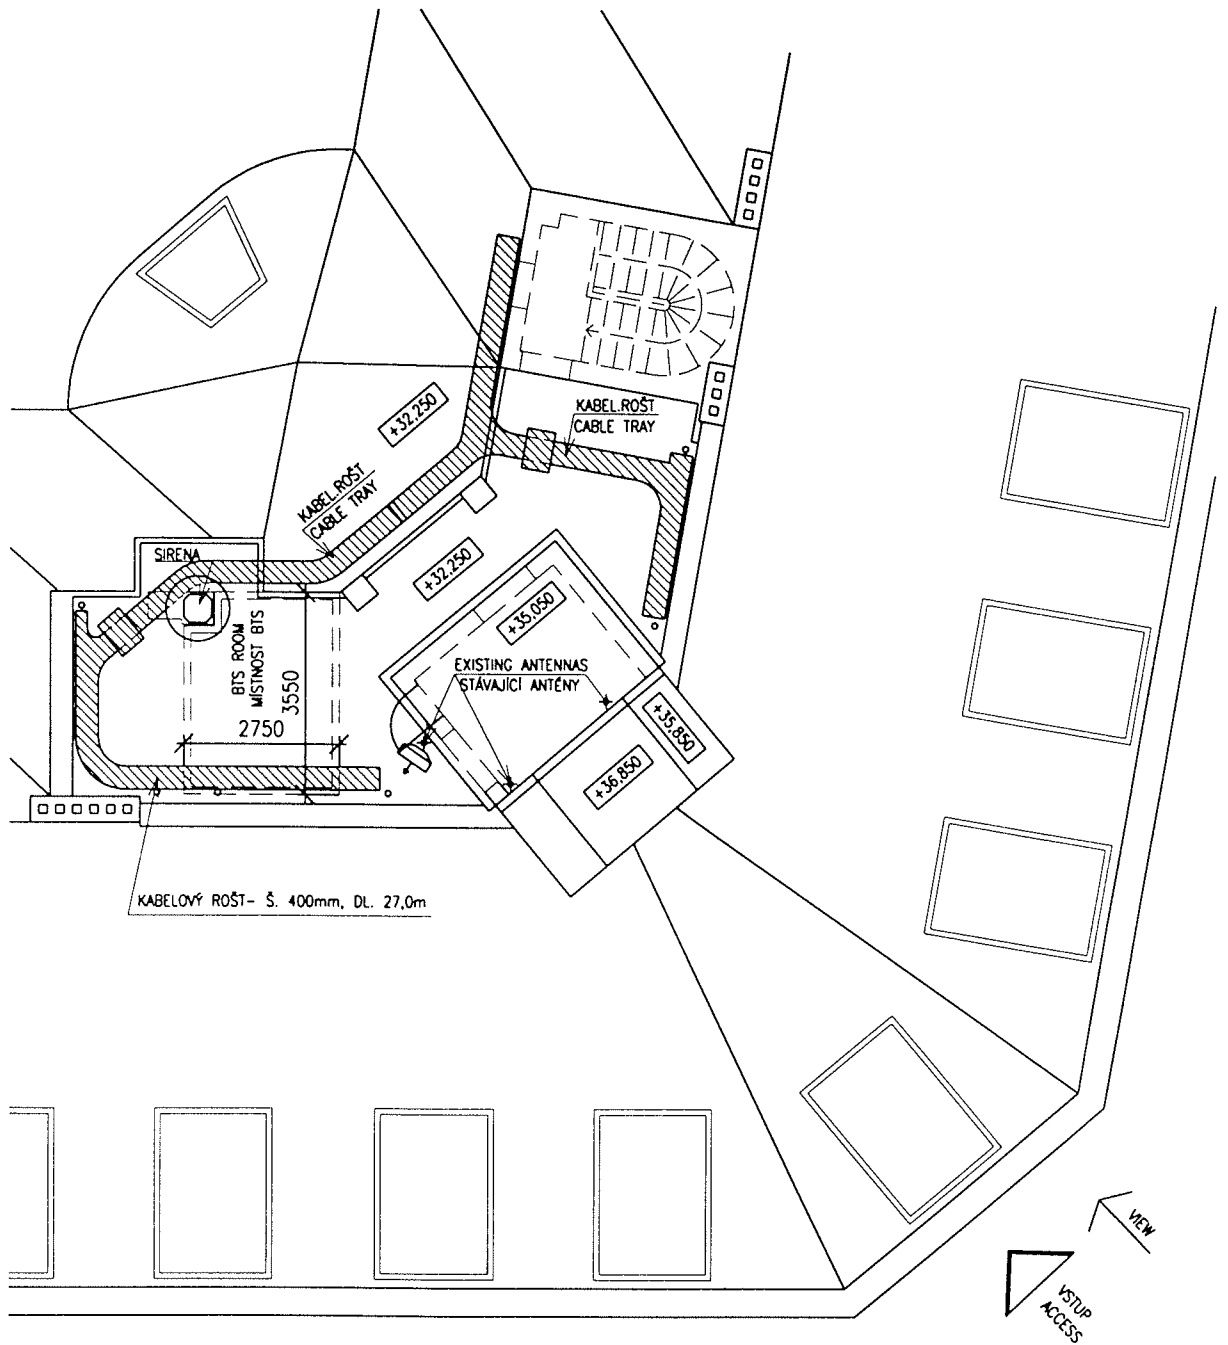 +32,250
KABEL.ROŠT
CABLE TRAY
KABEL.ROŠT
CABLE TRAY
SIRENA
+32,250
+35,050
BTS ROOM
MÍSTNOST BTS
3550
2750
EXISTING ANTENNAS
STÁVAJÍCÍ ANTÉNY
+35,850
+36,850
KABELOVÝ ROŠT- Š. 400mm, DL. 27,0m
VIEW
VSTUP
ACCESS